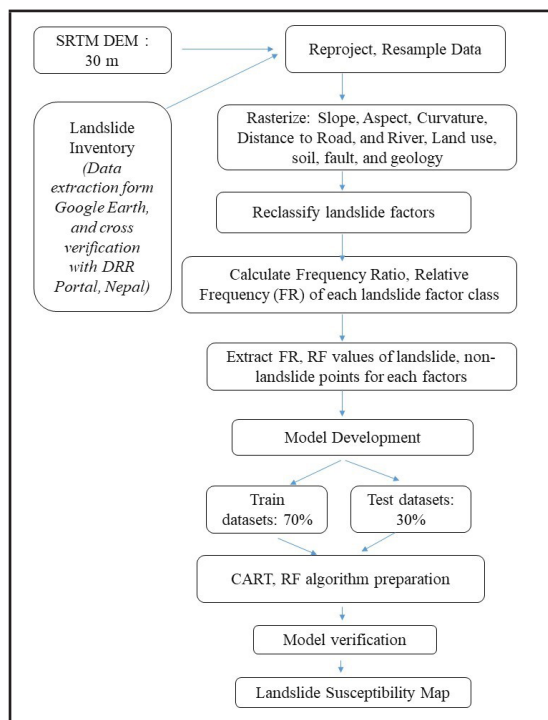 SRTM DEM :
30 m
Reproject, Resample Data
Landslide
Inventory
(Data
extraction form
Google Earth,
and cross
verification
with DRR
Portal, Nepal)
Rasterize: Slope, Aspect, Curvature,
Distance to Road, and River, Land use,
soil, fault, and geology
Reclassify landslide factors
Calculate Frequency Ratio, Relative
Frequency (FR) of each landslide factor class
Extract FR, RF values of landslide, non-
landslide points for each factors
Model Development
Train
datasets: 70%
Test datasets:
30%
CART, RF algorithm preparation
Model verification
Landslide Susceptibility Map